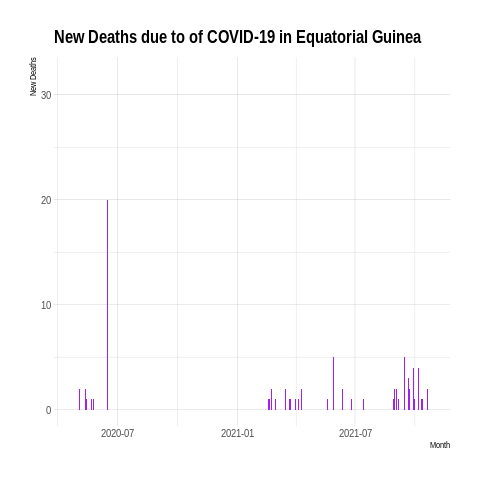 New Deaths due to of COVID-19 in Equatorial Guinea
New Deaths
30
20
10
0
2020-07 2021-01 2021-07
Month